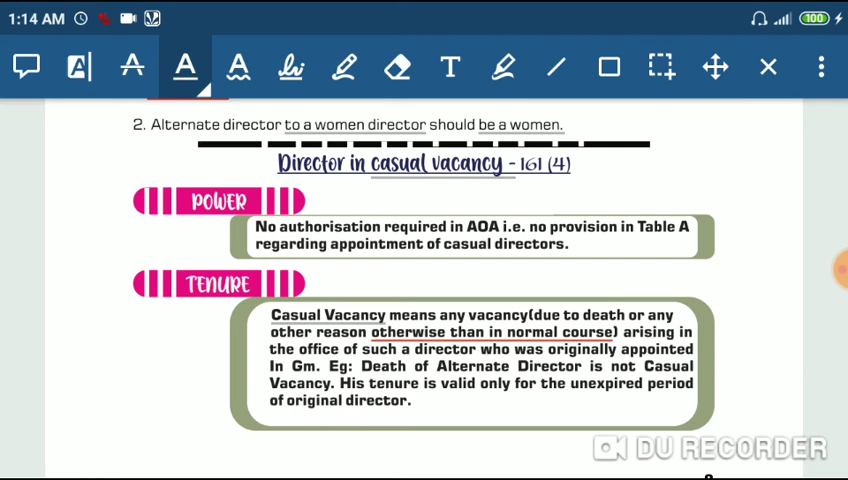 1:14 AM
100
A
A
A
A
T
2. Alternate director to a women director should be a women.
Director in casual vacancy - 161 (4)
POWER
No authorisation required in AOA i.e. no provision in Table A
regarding appointment of casual directors.
TENURE
Casual Vacancy means any vacancy(due to death or any
other reason otherwise than in normal course) arising in
the office of such a director who was originally appointed
In Gm. Eg: Death of Alternate Director is not Casual
Vacancy. His tenure is valid only for the unexpired period
of original director.
DU RECORDER